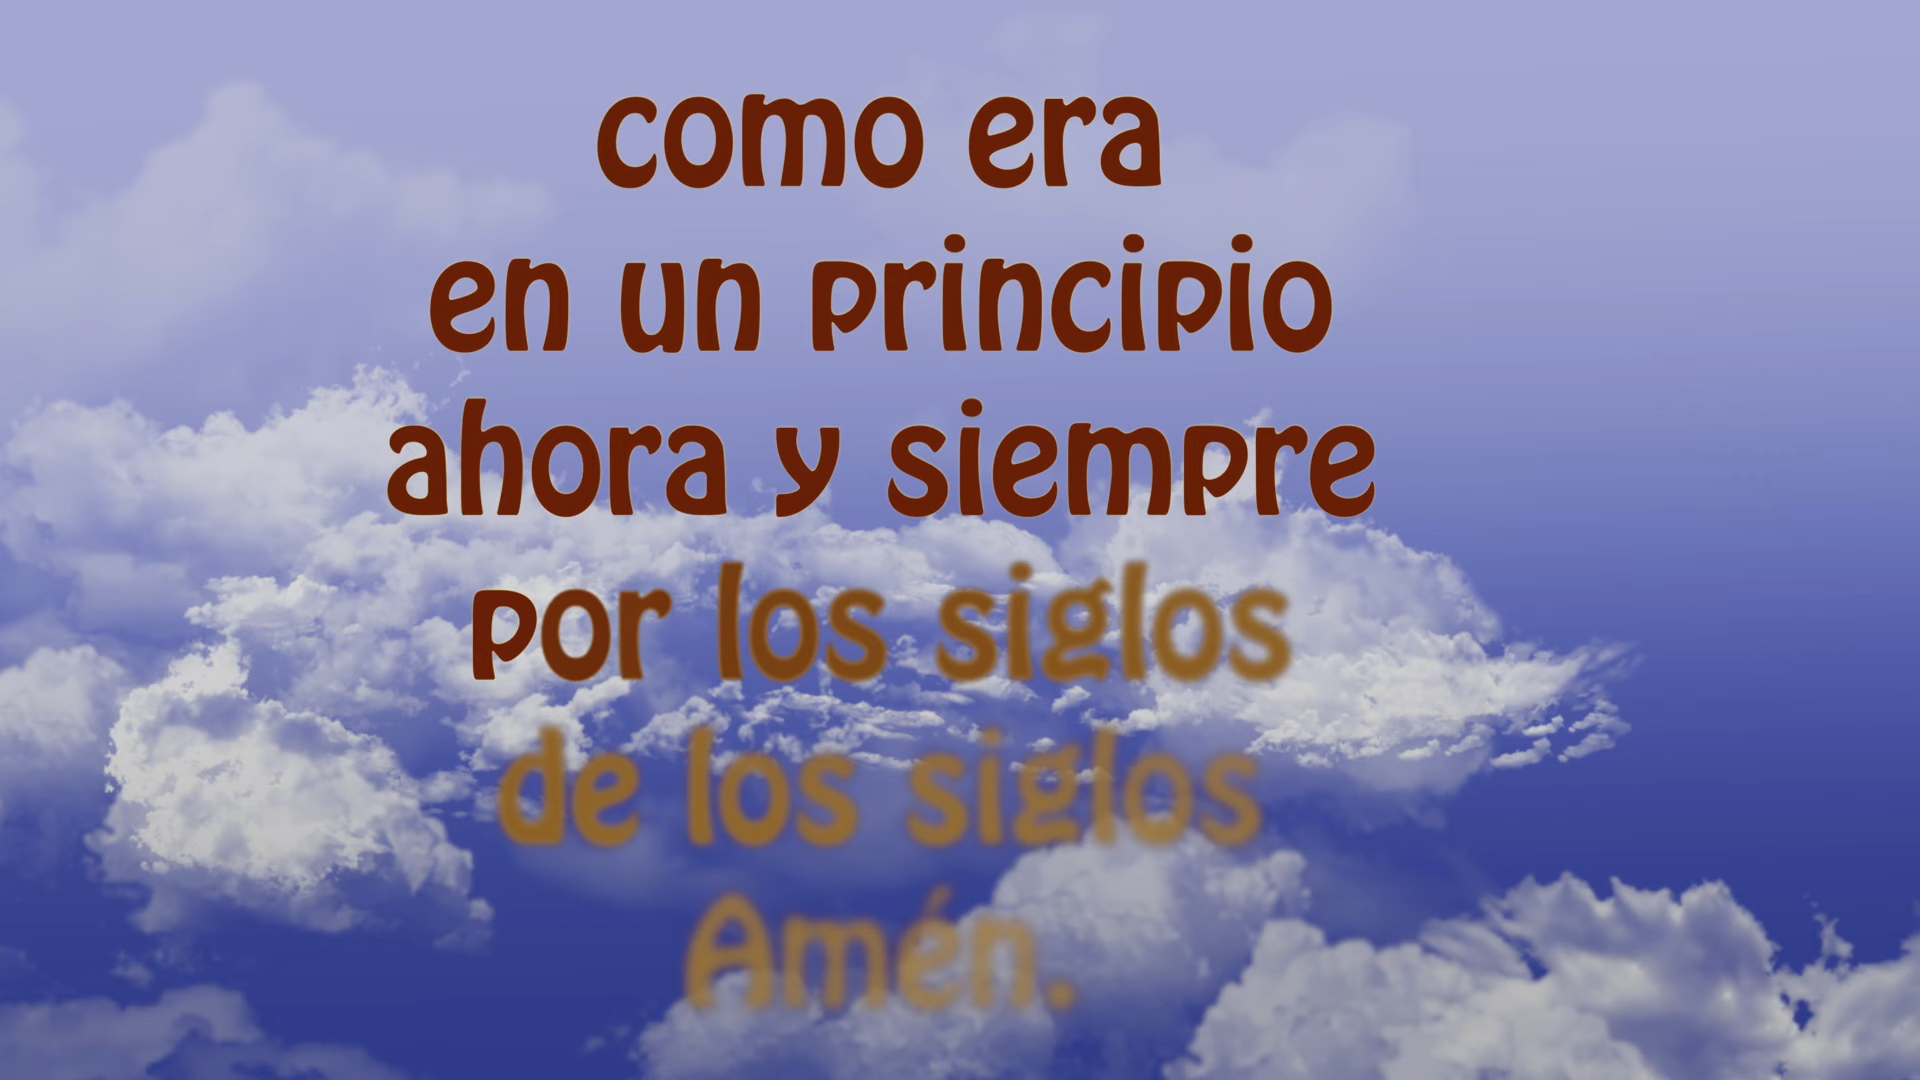 como era
en un principio
ahora y siempre
por los siglos
de los siglos
Amén.